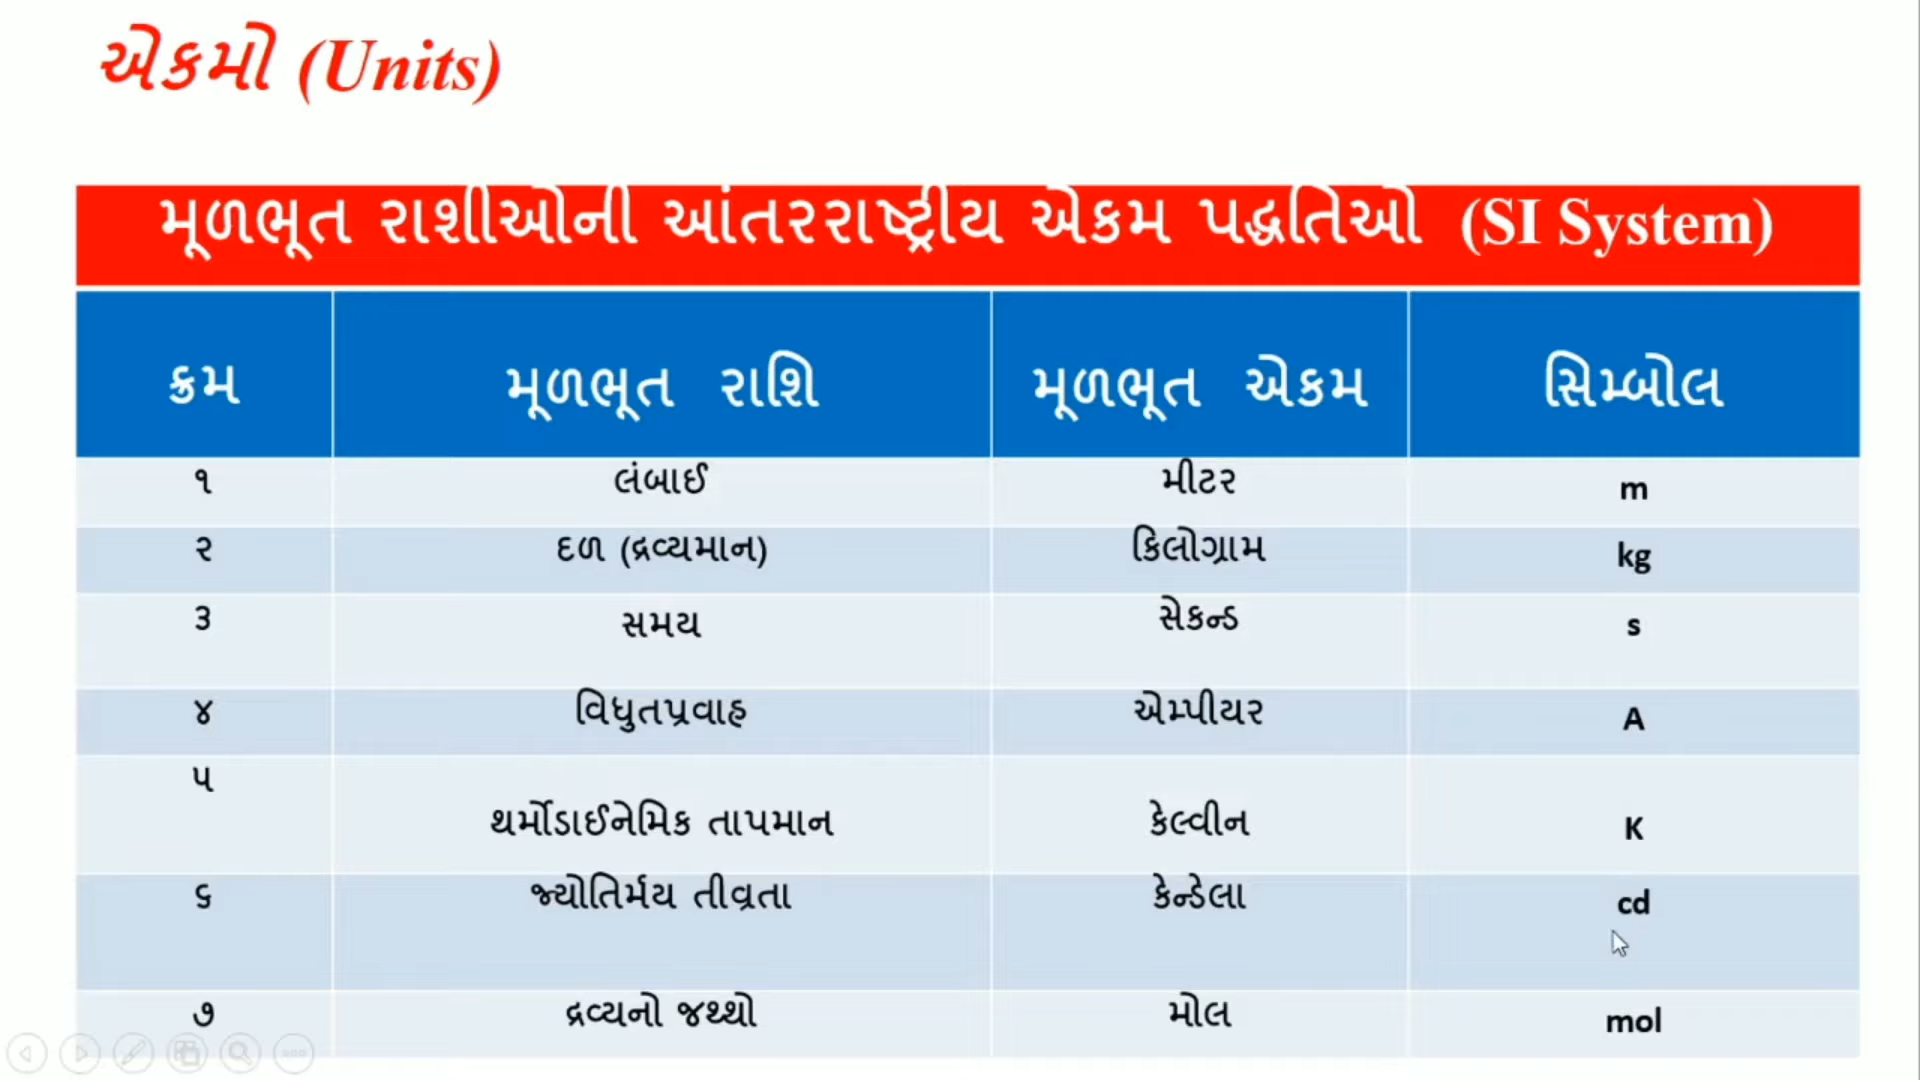 એકમો (Units)
મૂળભૂત રાશીઓની આંતરરાષ્ટ્રીય એકમ પદ્ધતિઓ (SI System)
ક્રમ મૂળભૂત રાશિ મૂળભૂત એકમ સિમ્બોલ
૧ લંબાઈ મીટર m
૨ દળ (દ્રવ્યમાન) કિલોગ્રામ kg
૩ સમય સેકન્ડ s
૪ વિધુતપ્રવાહ એમ્પીયર A
૫ થર્મોડાઈનેમિક તાપમાન કેલ્વીન K
૬ જ્યોતિર્મય તીવ્રતા કેન્ડેલા cd
૭ દ્રવ્યનો જથ્થો મોલ mol